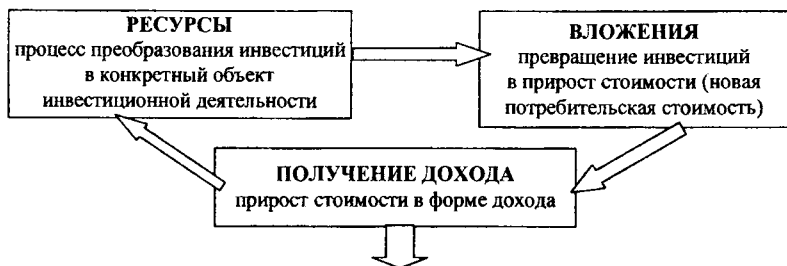 РЕСУРСЫ
процесс преобразования инвестиций
в конкретный объект
инвестиционной деятельности
ВЛОЖЕНИЯ
превращение инвестиций
в прирост стоимости (новая
потребительская стоимость)
ПОЛУЧЕНИЕ ДОХОДА
прирост стоимости в форме дохода